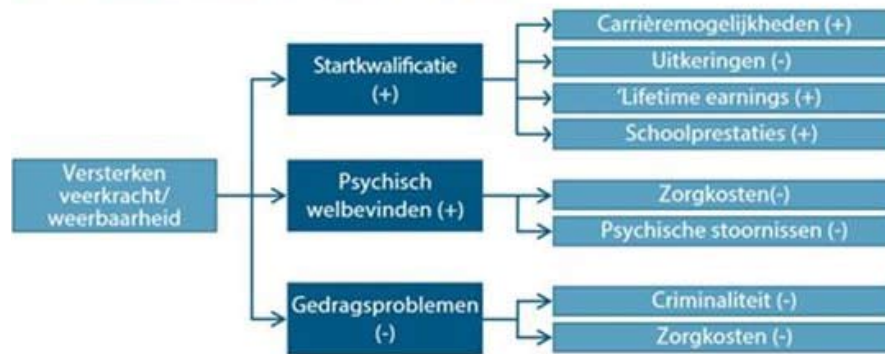 Versterken
veerkracht/
weerbaarheid
Startkwalificatie
(+)
Carrièremogelijkheden (+)
Uitkeringen (-)
'Lifetime earnings (+)
Schoolprestaties (+)
Psychisch
welbevinden (+)
Zorgkosten(-)
Psychische stoornissen (-)
Gedragsproblemen
(-)
Criminaliteit (-)
Zorgkosten (-)